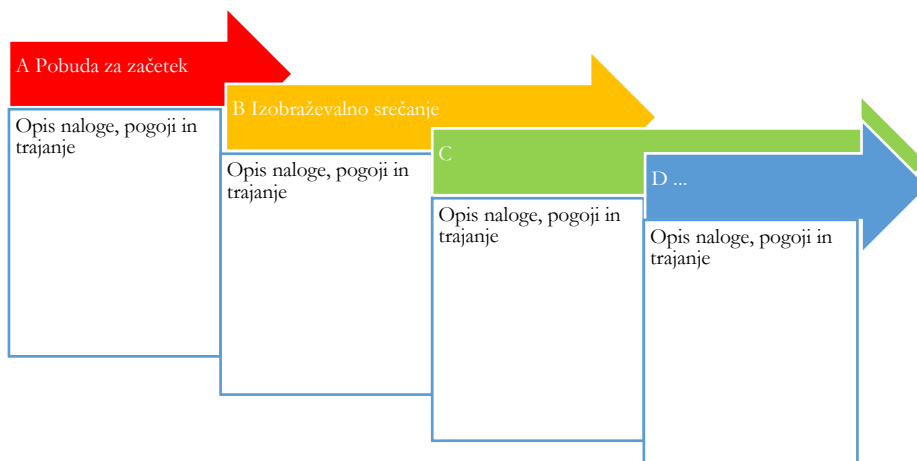 A Pobuda za začetek
Opis naloge, pogoji in
trajanje
B Izobraževalno srečanje
Opis naloge, pogoji in
trajanje
C
Opis naloge, pogoji in
trajanje
D ...
Opis naloge, pogoji in
trajanje